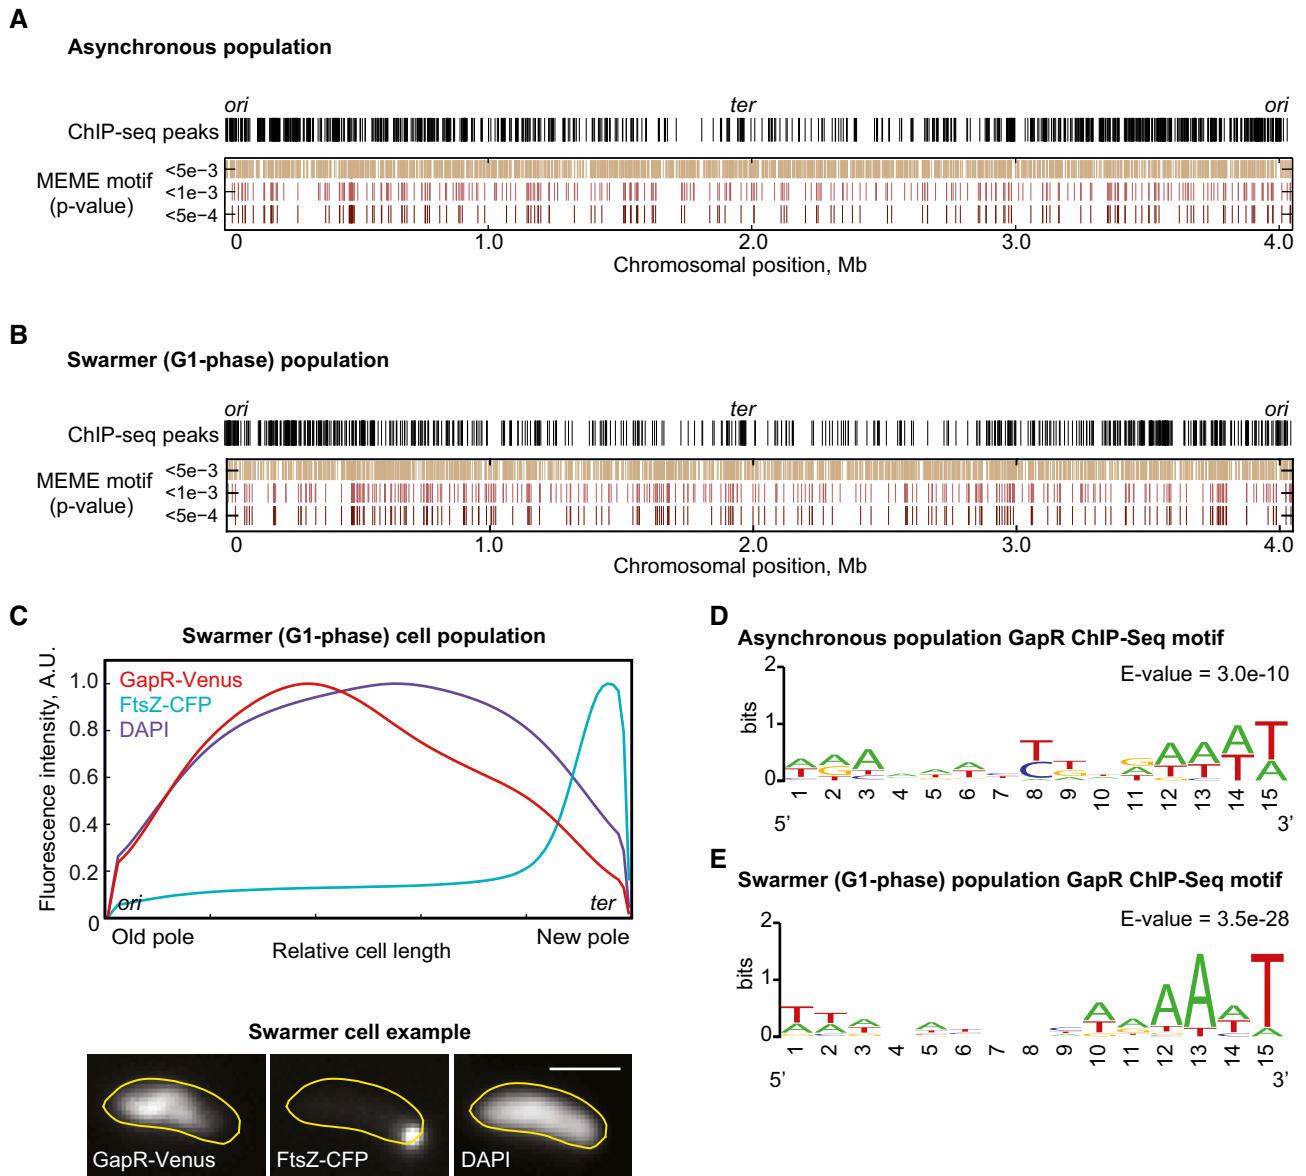 A
Asynchronous population
ori ter ori
ChIP-seq peaks
MEME motif
(p-value)
<5e-3
<1e-3
<5e-4
0 1.0 2.0 3.0 4.0
Chromosomal position, Mb
B
Swarmer (G1-phase) population
ori ter ori
ChIP-seq peaks
MEME motif
(p-value)
<5e-3
<1e-3
<5e-4
0 1.0 2.0 3.0 4.0
Chromosomal position, Mb
C
Swarmer (G1-phase) cell population
Fluorescence intensity, A.U.
1.0
0.8
0.6
0.4
0.2
0
GapR-Venus
FtsZ-CFP
DAPI
ori ter
Old pole New pole
Relative cell length
Swarmer cell example
GapR-Venus FtsZ-CFP DAPI
D
Asynchronous population GapR ChIP-Seq motif
E-value = 3.0e-10
bits
2
1
0
1 2 3 4 5 6 7 8 9 10 11 12 13 14 15
5’ 3’
E
Swarmer (G1-phase) population GapR ChIP-Seq motif
E-value = 3.5e-28
bits
2
1
0
1 2 3 4 5 6 7 8 9 10 11 12 13 14 15
5’ 3’